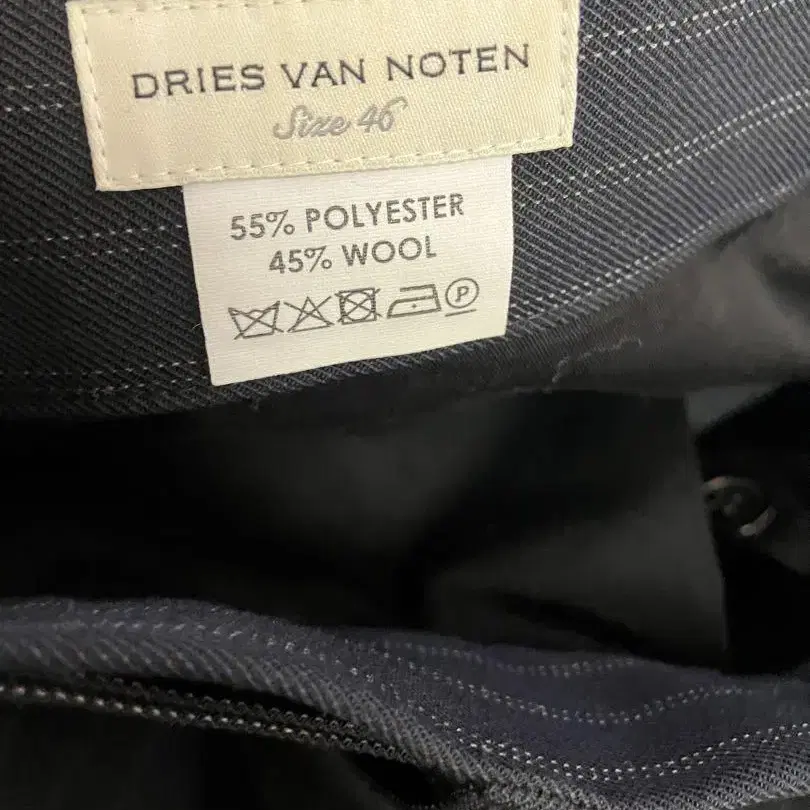 DRIES VAN NOTEN
Size 46
55% POLYESTER
45% WOOL
P